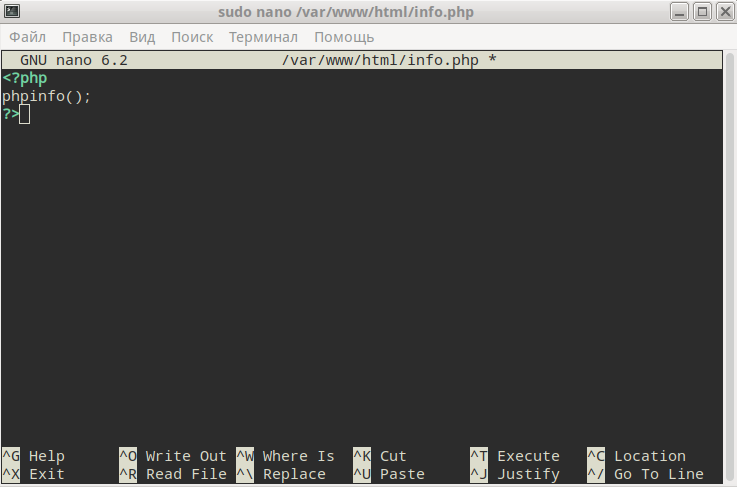 sudo nano /var/www/html/info.php
Файл Правка Вид Поиск Терминал Помощь
GNU nano 6.2 /var/www/html/info.php *
<?php
phpinfo();
?>
^G Help ^O Write Out ^W Where Is ^K Cut ^T Execute ^C Location
^X Exit ^R Read File ^\ Replace ^U Paste ^J Justify ^/ Go To Line